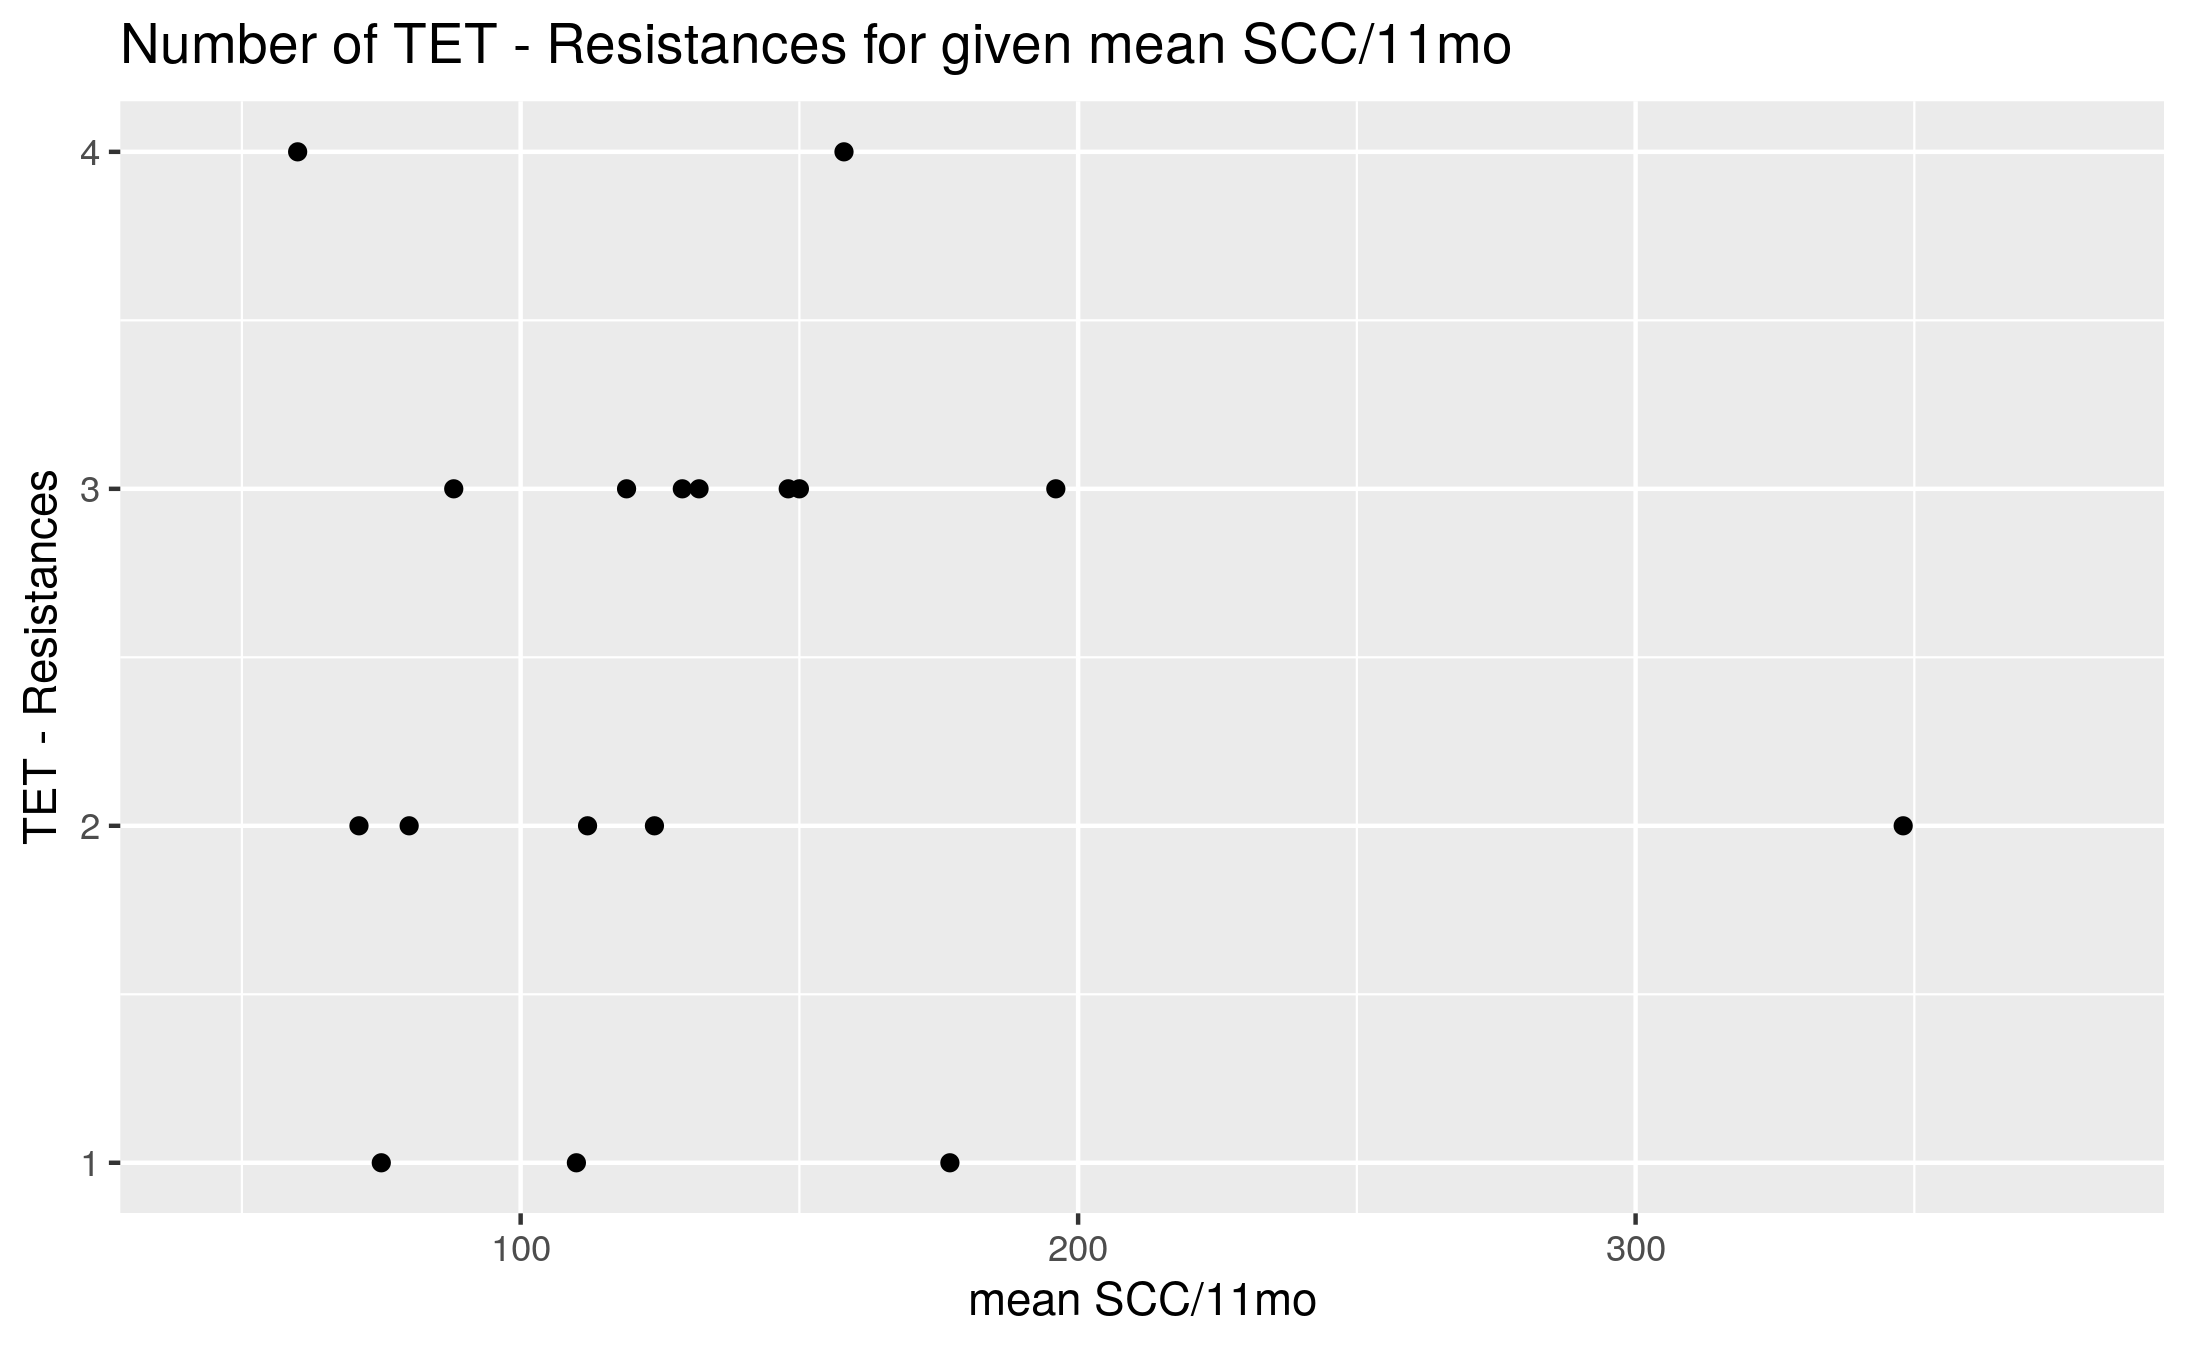 Number of TET - Resistances for given mean SCC/11mo
TET - Resistances
4
3
2
1
100
200
300
mean SCC/11mo